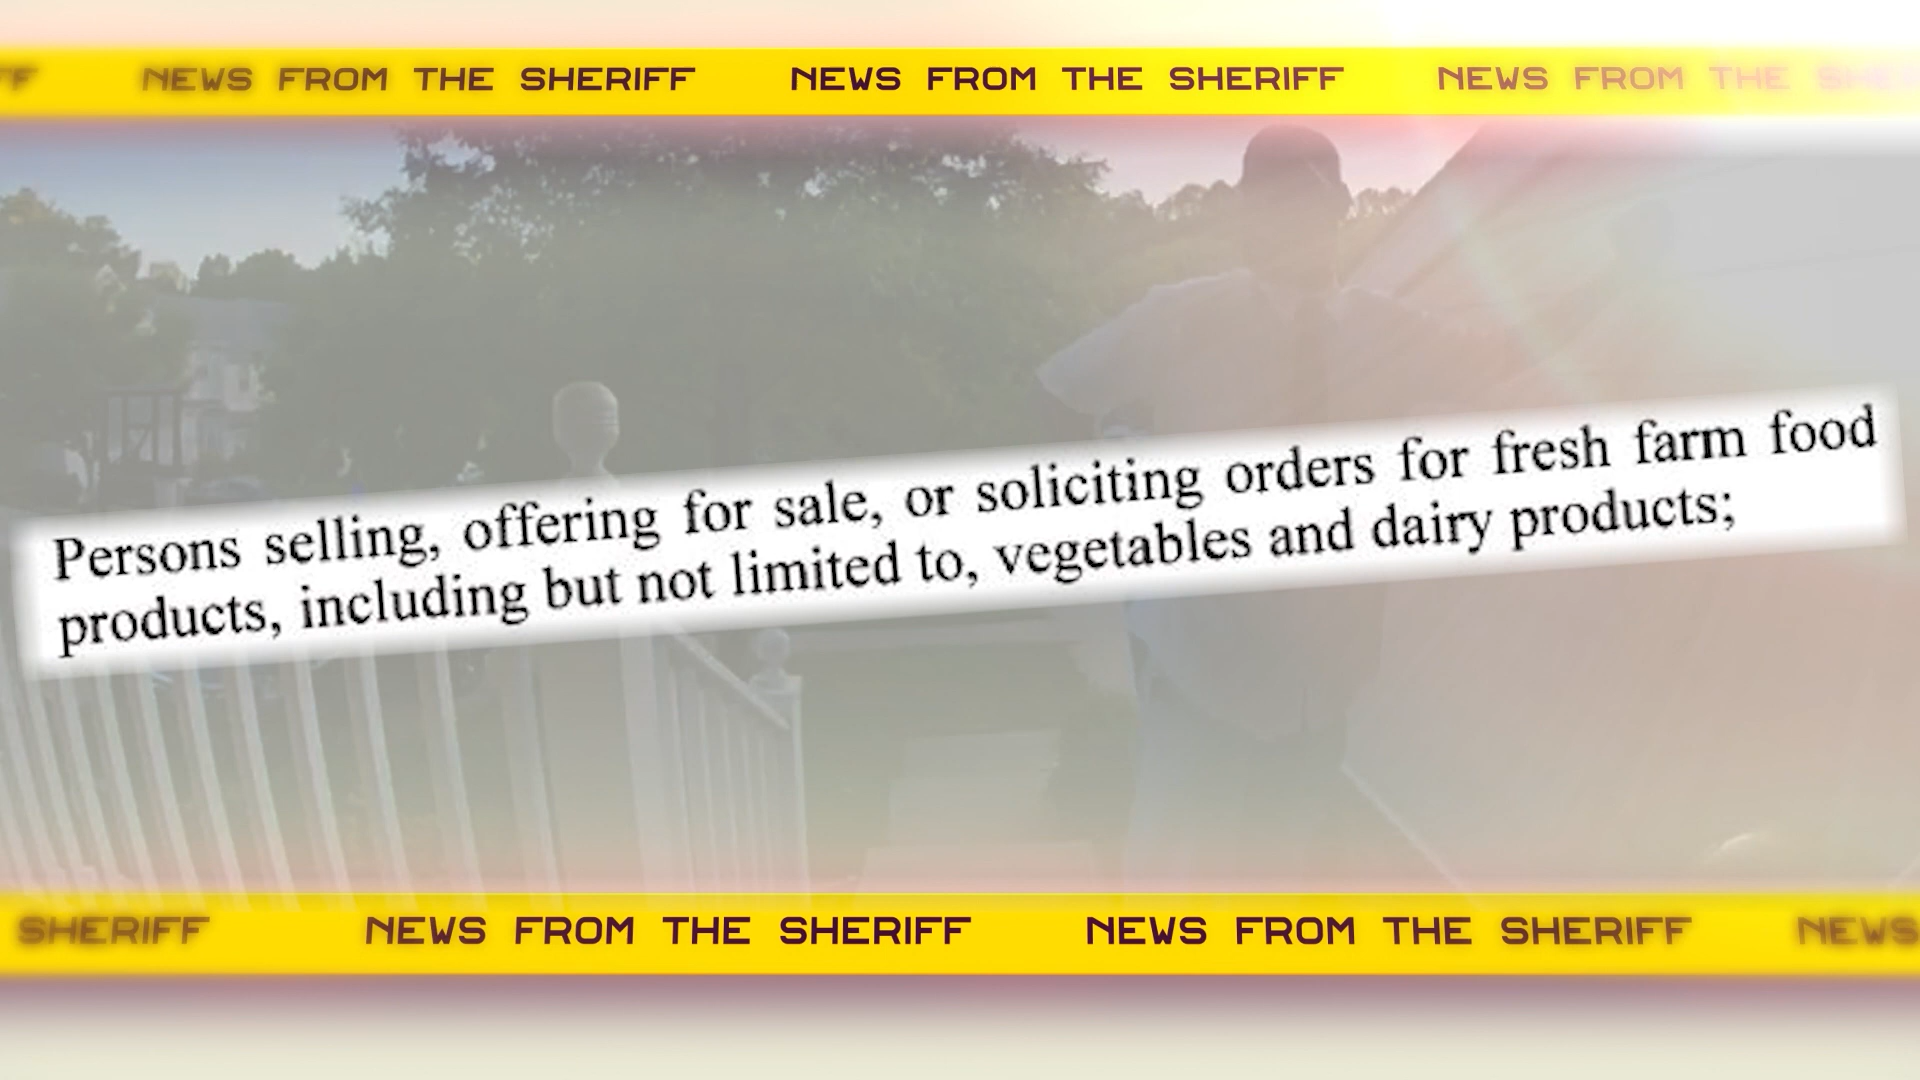 NEWS FROM THE SHERIFF NEWS FROM THE SHERIFF NEWS FROM THE
Persons selling, offering for sale, or soliciting orders for fresh farm food
products, including but not limited to, vegetables and dairy products;
SHERIFF NEWS FROM THE SHERIFF NEWS FROM THE SHERIFF NEWS